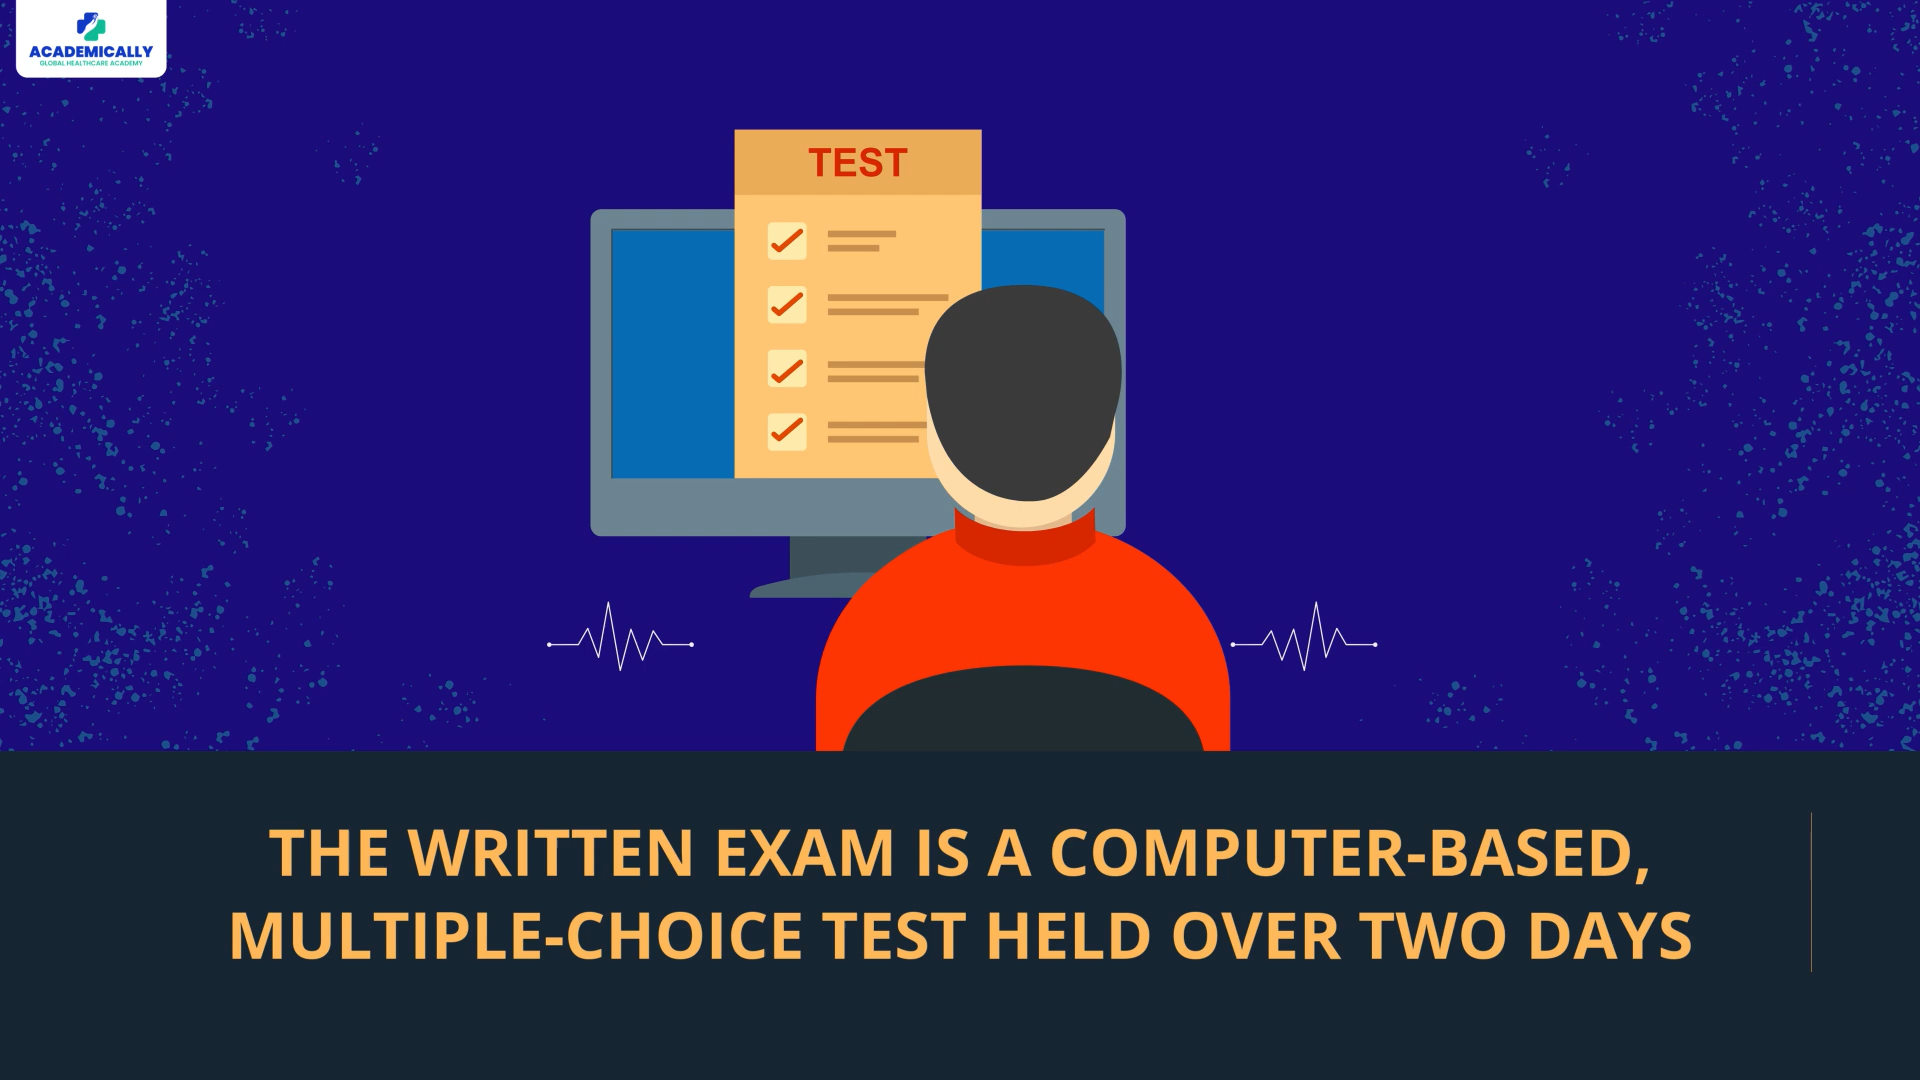 ACADEMICALLY
GLOBAL HEALTHCARE ACADEMY
TEST
THE WRITTEN EXAM IS A COMPUTER-BASED,
MULTIPLE-CHOICE TEST HELD OVER TWO DAYS